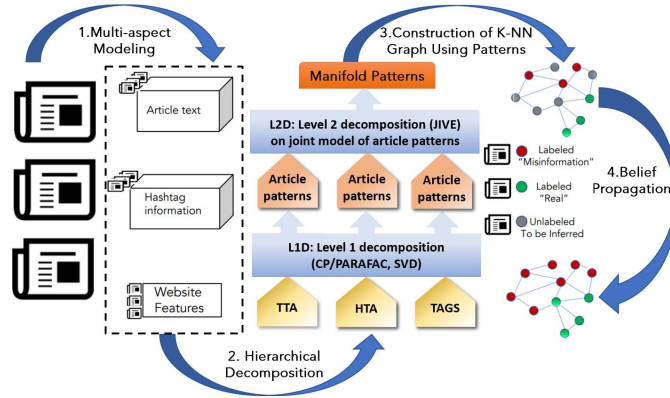 1.Multi-aspect
Modeling
Article text
Hashtag
information
Website
Features
2. Hierarchical
Decomposition
3.Construction of K-NN
Graph Using Patterns
Manifold Patterns
L2D: Level 2 decomposition (JIVE)
on joint model of article patterns
Article
patterns
Article
patterns
Article
patterns
L1D: Level 1 decomposition
(CP/PARAFAC, SVD)
TTA
HTA
TAGS
Labeled
"Misinformation"
Labeled
"Real"
Unlabeled
To be Inferred
4.Belief
Propagation